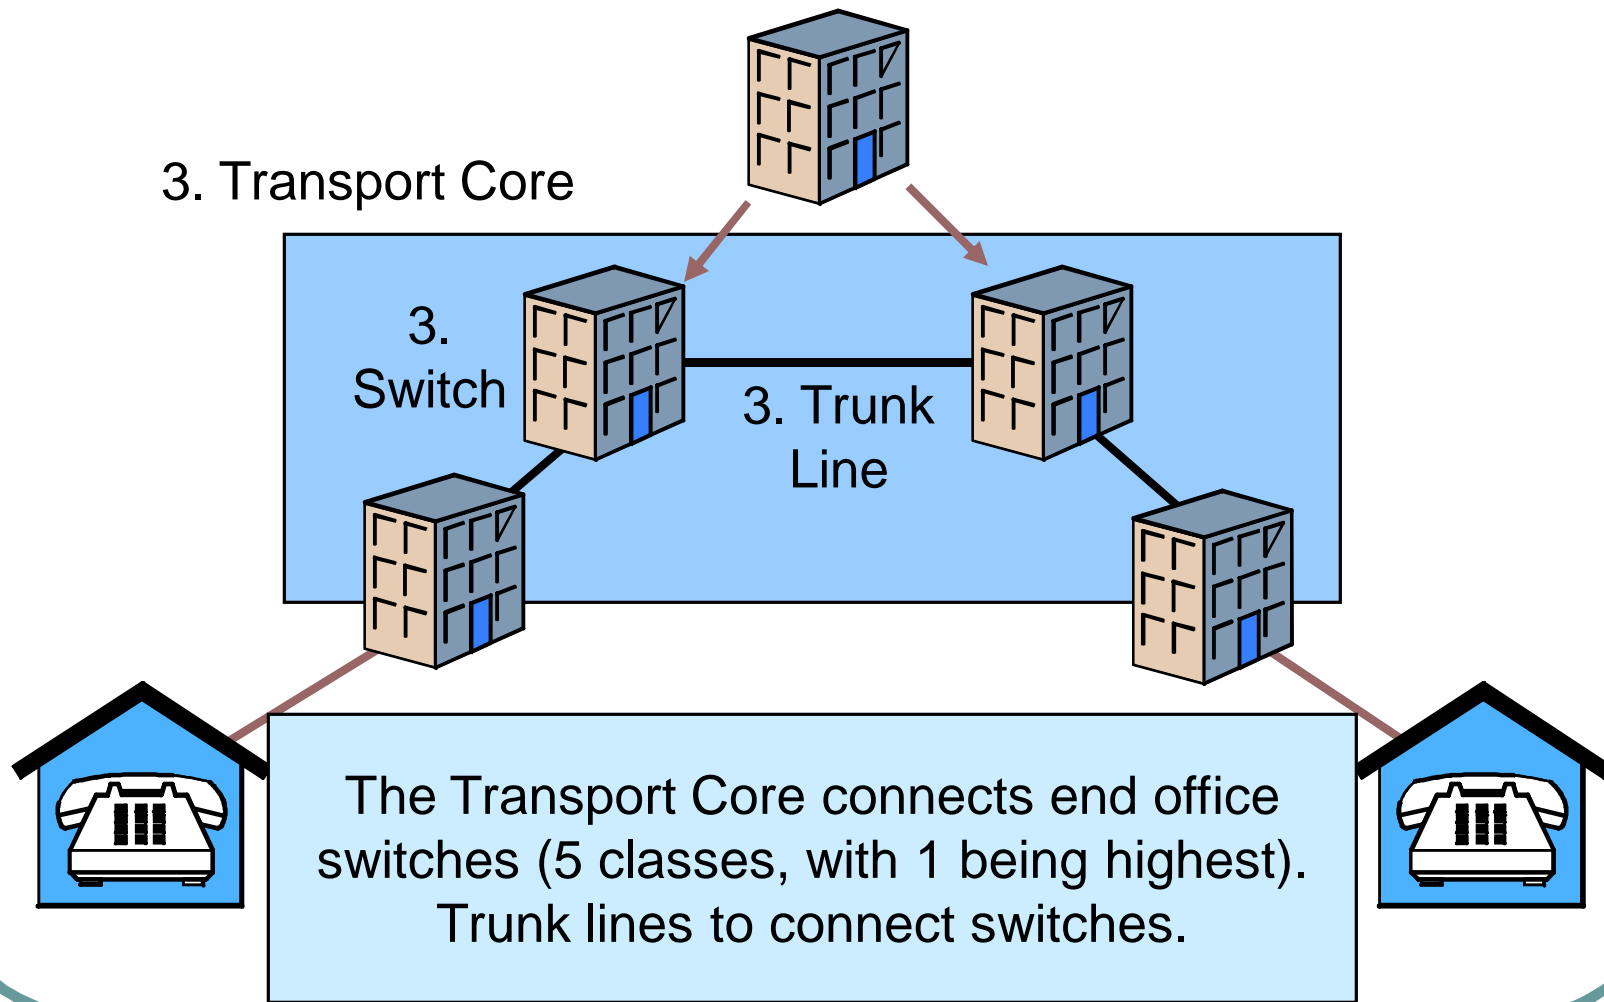 3. Transport Core
3.
Switch
3. Trunk
Line
The Transport Core connects end office
switches (5 classes, with 1 being highest).
Trunk lines to connect switches.